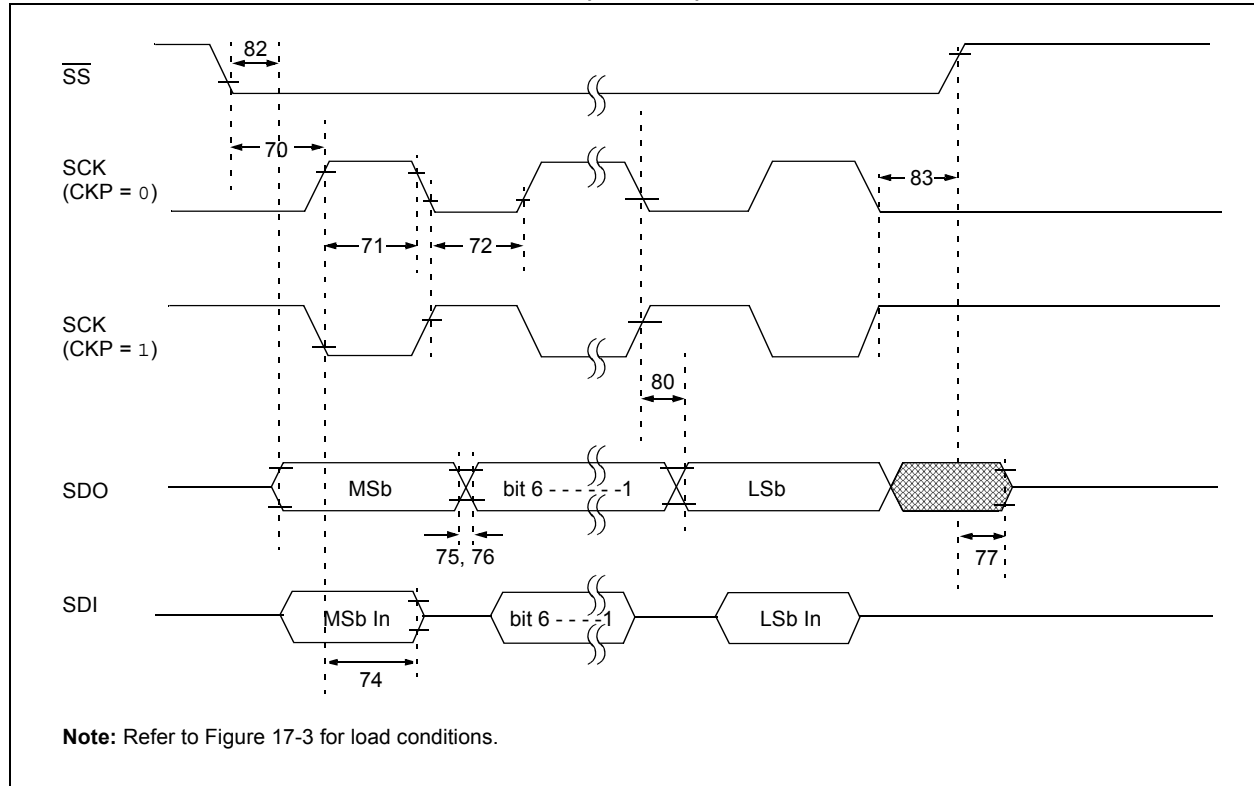 82
SS
70
SCK
(CKP = 0)
83
71
72
SCK
(CKP = 1)
80
SDO
MSb
bit 6 - - - - - -1
LSb
75, 76
77
SDI
MSb In
bit 6 - - - -1
LSb In
74
Note: Refer to Figure 17-3 for load conditions.